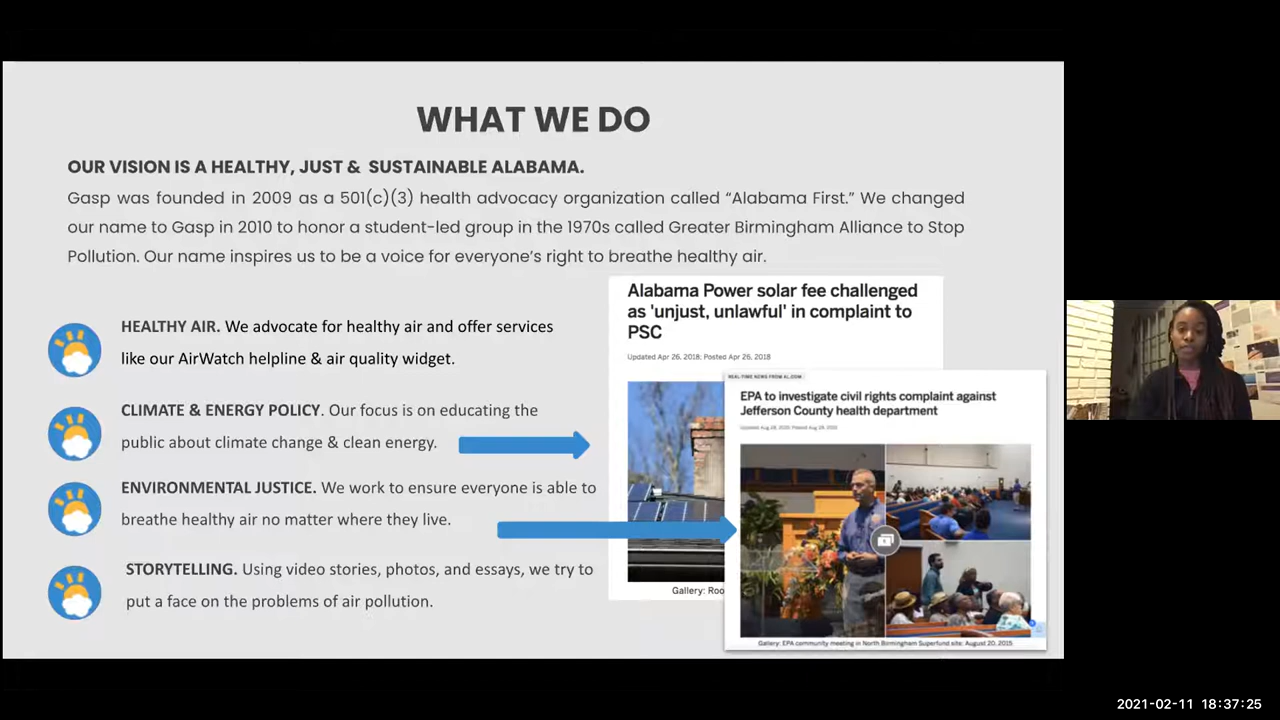 WHAT WE DO
OUR VISION IS A HEALTHY, JUST & SUSTAINABLE ALABAMA.
Gasp was founded in 2009 as a 501(c)(3) health advocacy organization called “Alabama First.” We changed
our name to Gasp in 2010 to honor a student-led group in the 1970s called Greater Birmingham Alliance to Stop
Pollution. Our name inspires us to be a voice for everyone’s right to breathe healthy air.
HEALTHY AIR. We advocate for healthy air and offer services
like our AirWatch helpline & air quality widget.
CLIMATE & ENERGY POLICY. Our focus is on educating the
public about climate change & clean energy.
ENVIRONMENTAL JUSTICE. We work to ensure everyone is able to
breathe healthy air no matter where they live.
STORYTELLING. Using video stories, photos, and essays, we try to
put a face on the problems of air pollution.
Alabama Power solar fee challenged
as 'unjust, unlawful' in complaint to
PSC
Updated Apr 26, 2018; Posted Apr 26, 2018
Gallery: Roo
REAL-TIME NEWS FROM AL.COM
EPA to investigate civil rights complaint against
Jefferson County health department
Gallery: EPA community meeting in North Birmingham Superfund site: August 20, 2015
2021-02-11 18:37:25